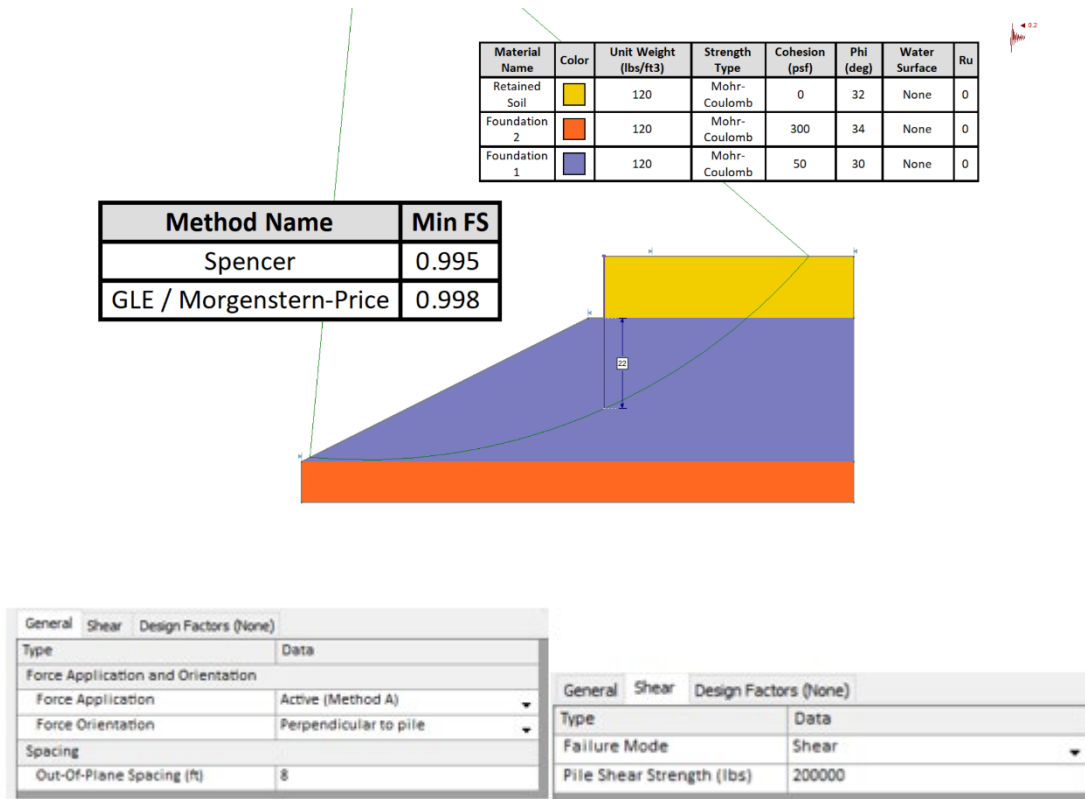 0.2
Material Name Color Unit Weight (lbs/ft3) Strength Type Cohesion (psf) Phi (deg) Water Surface Ru
Retained Soil 120 Mohr-Coulomb 0 32 None 0
Foundation 2 120 Mohr-Coulomb 300 34 None 0
Foundation 1 120 Mohr-Coulomb 50 30 None 0
Method Name Min FS
Spencer 0.995
GLE / Morgenstern-Price 0.998
22
General Shear Design Factors (None)
Type Data
Force Application and Orientation
Force Application Active (Method A)
Force Orientation Perpendicular to pile
Spacing
Out-Of-Plane Spacing (ft) 8
General Shear Design Factors (None)
Type Data
Failure Mode Shear
Pile Shear Strength (lbs) 200000